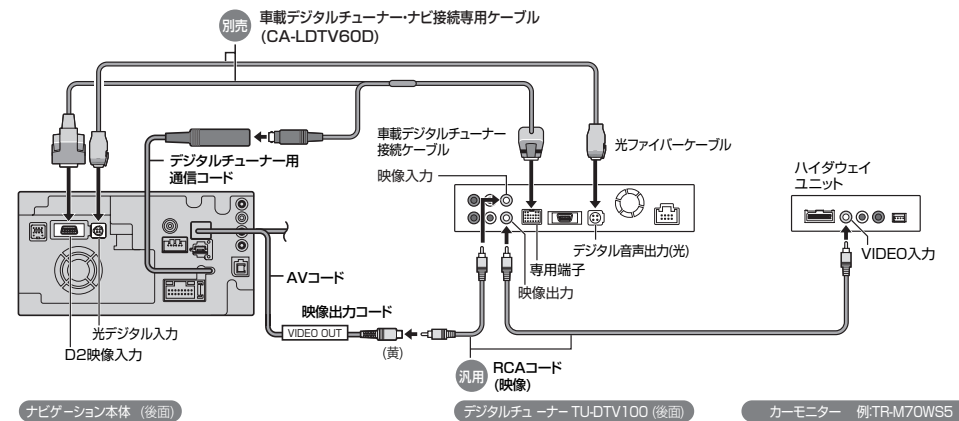 別売
車載デジタルチューナー・ナビ接続専用ケーブル
(CA-LDTV60D)
車載デジタルチューナー
接続ケーブル
光ファイバーケーブル
デジタルチューナー用
通信コード
映像入力
ハイダウェイ
ユニット
デジタル音声出力(光)
VIDEO入力
専用端子
映像出力
AVコード
映像出力コード
VIDEO OUT
(黄)
光デジタル入力
D2映像入力
汎用
RCAコード
(映像)
ナビゲーション本体 (後面)
デジタルチューナー TU-DTV100 (後面)
カーモニター 例:TR-M70WS5